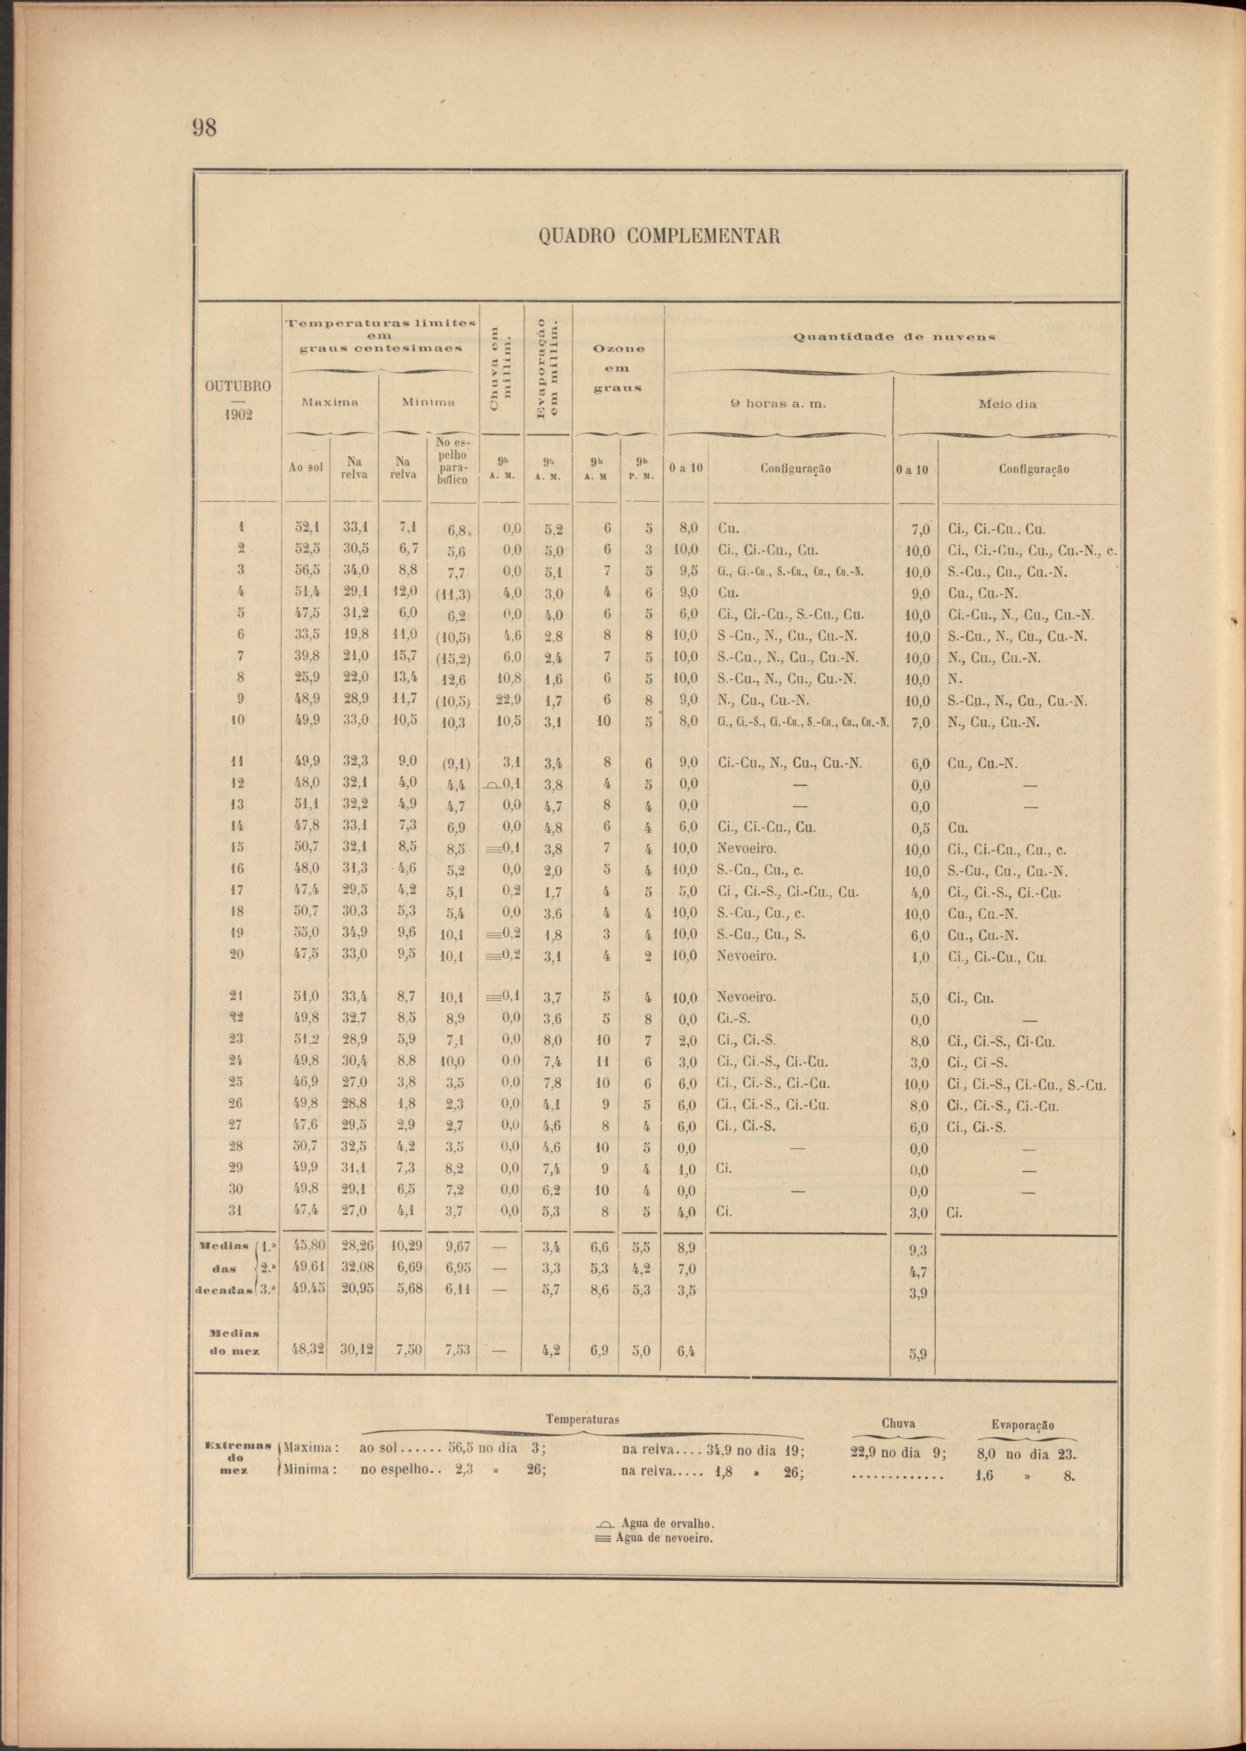 98
QUADRO COMPLEMENTAR
OUTUBRO
—
1902
Temperaturas limites
em
graus centesimaes
Chuva em
millim.
Evaporação
em millim.
Ozone
em
graus
Quantidade de nuvens
Maxima
Minima
9 horas a. m.
Meio dia
Ao sol
Na
relva
Na
relva
No es-
pelho
para-
bolico
9h
A. M.
9h
A. M.
9h
A. M
9h
P. M.
0 a 10
Configuração
0 a 10
Configuração
1 52,1 33,1 7,1 6,8 0,0 5,2 6 5 8,0 Cu. 7,0 Ci., Ci.-Cu., Cu.
2 52,5 30,5 6,7 5,6 0,0 5,0 6 3 10,0 Ci., Ci.-Cu., Cu. 10,0 Ci., Ci.-Cu., Cu., Cu.-N., c.
3 56,5 34,0 8,8 7,7 0,0 5,1 7 5 9,5 Ci., Ci.-Cu., S.-Cu., Cu., Cu.-N. 10,0 S.-Cu., Cu., Cu.-N.
4 51,4 29,1 12,0 (11,3) 4,0 3,0 4 6 9,0 Cu. 9,0 Cu., Cu.-N.
5 47,5 31,2 6,0 6,2 0,0 4,0 6 5 6,0 Ci., Ci.-Cu., S.-Cu., Cu. 10,0 Ci.-Cu., N., Cu., Cu.-N.
6 33,5 19,8 11,0 (10,5) 4,6 2,8 8 8 10,0 S -Cu., N., Cu., Cu.-N. 10,0 S.-Cu., N., Cu., Cu.-N.
7 39,8 21,0 15,7 (15,2) 6,0 2,4 7 5 10,0 S.-Cu., N., Cu., Cu.-N. 10,0 N., Cu., Cu.-N.
8 25,9 22,0 13,4 12,6 10,8 1,6 6 5 10,0 S.-Cu., N., Cu., Cu.-N. 10,0 N.
9 48,9 28,9 11,7 (10,5) 22,9 1,7 6 8 9,0 N., Cu., Cu.-N. 10,0 S.-Cu., N., Cu., Cu.-N.
10 49,9 33,0 10,5 10,3 10,5 3,1 10 5 8,0 Ci., Ci.-S., Ci.-Cu., S.-Cu., Cu., Cu.-N. 7,0 N., Cu., Cu.-N.
11 49,9 32,3 9,0 (9,1) 3,1 3,4 8 6 9,0 Ci.-Cu., N., Cu., Cu.-N. 6,0 Cu., Cu.-N.
12 48,0 32,1 4,0 4,4 ⌓0,1 3,8 4 5 0,0 — 0,0 —
13 51,1 32,2 4,9 4,7 0,0 4,7 8 4 0,0 — 0,0 —
14 47,8 33,1 7,3 6,9 0,0 4,8 6 4 6,0 Ci., Ci.-Cu., Cu. 0,5 Cu.
15 50,7 32,1 8,5 8,5 ≡0,1 3,8 7 4 10,0 Nevoeiro. 10,0 Ci., Ci.-Cu., Cu., c.
16 48,0 31,3 4,6 5,2 0,0 2,0 5 4 10,0 S.-Cu., Cu., c. 10,0 S.-Cu., Cu., Cu.-N.
17 47,4 29,5 4,2 5,1 0,2 1,7 4 5 5,0 Ci , Ci.-S., Ci.-Cu., Cu. 4,0 Ci., Ci.-S., Ci.-Cu.
18 50,7 30,3 5,3 5,4 0,0 3,6 4 4 10,0 S.-Cu., Cu., c. 10,0 Cu., Cu.-N.
19 55,0 34,9 9,6 10,1 ≡0,2 1,8 3 4 10,0 S.-Cu., Cu., S. 6,0 Cu., Cu.-N.
20 47,5 33,0 9,5 10,1 ≡0,2 3,1 4 2 10,0 Nevoeiro. 1,0 Ci., Ci.-Cu., Cu.
21 51,0 33,4 8,7 10,1 ≡0,1 3,7 5 4 10,0 Nevoeiro. 5,0 Ci., Cu.
22 49,8 32,7 8,5 8,9 0,0 3,6 5 8 0,0 Ci.-S. 0,0 —
23 51,2 28,9 5,9 7,1 0,0 8,0 10 7 2,0 Ci., Ci.-S. 8,0 Ci., Ci.-S., Ci-Cu.
24 49,8 30,4 8,8 10,0 0,0 7,4 11 6 3,0 Ci., Ci.-S., Ci.-Cu. 3,0 Ci., Ci.-S.
25 46,9 27,0 3,8 3,5 0,0 7,8 10 6 6,0 Ci., Ci.-S., Ci.-Cu. 10,0 Ci., Ci.-S., Ci.-Cu., S.-Cu.
26 49,8 28,8 1,8 2,3 0,0 4,1 9 5 6,0 Ci., Ci.-S., Ci.-Cu. 8,0 Ci., Ci.-S., Ci.-Cu.
27 47,6 29,5 2,9 2,7 0,0 4,6 8 4 6,0 Ci., Ci.-S. 6,0 Ci., Ci.-S.
28 50,7 32,5 4,2 3,5 0,0 4,6 10 5 0,0 — 0,0 —
29 49,9 31,1 7,3 8,2 0,0 7,4 9 4 1,0 Ci. 0,0 —
30 49,8 29,1 6,5 7,2 0,0 6,2 10 4 0,0 — 0,0 —
31 47,4 27,0 4,1 3,7 0,0 5,3 8 5 4,0 Ci. 3,0 Ci.
Medias 1.ª 45,80 28,26 10,29 9,67 — 3,4 6,6 5,5 8,9 9,3
das 2.ª 49,61 32,08 6,69 6,95 — 3,3 5,3 4,2 7,0 4,7
decadas 3.ª 49,45 20,95 5,68 6,11 — 5,7 8,6 5,3 3,5 3,9
Medias
do mez 48,32 30,12 7,50 7,53 — 4,2 6,9 5,0 6,4 5,9
Temperaturas Chuva Evaporação
Extremas
do
mez
Maxima: ao sol...... 56,5 no dia 3; na relva.... 34,9 no dia 19; 22,9 no dia 9; 8,0 no dia 23.
Minima: no espelho.. 2,3 » 26; na relva..... 1,8 » 26; ............. 1,6 » 8.
⌓ Agua de orvalho.
≡ Agua de nevoeiro.